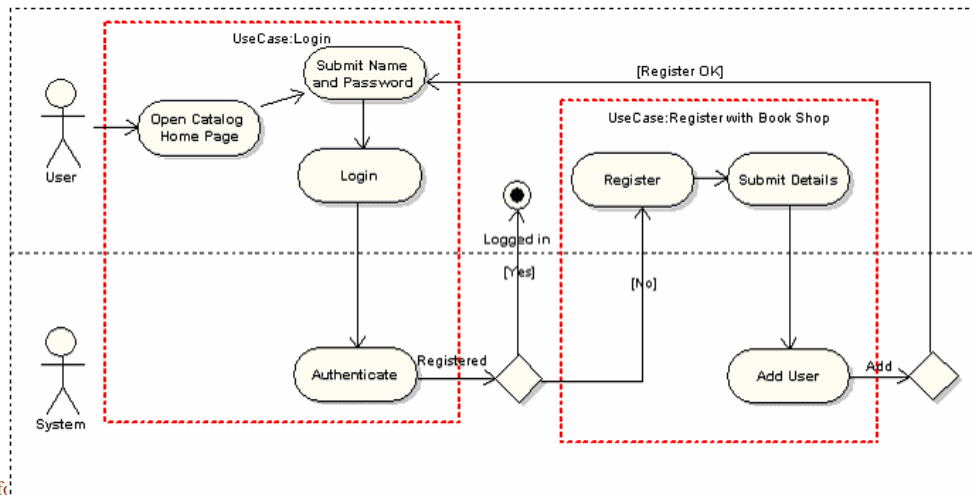 UseCase:Login
Submit Name
and Password
[Register OK]
Open Catalog
Home Page
UseCase:Register with Book Shop
User
Login
Register
Submit Details
Logged in
[Yes]
[No]
Authenticate
Registered
Add User
Add
System